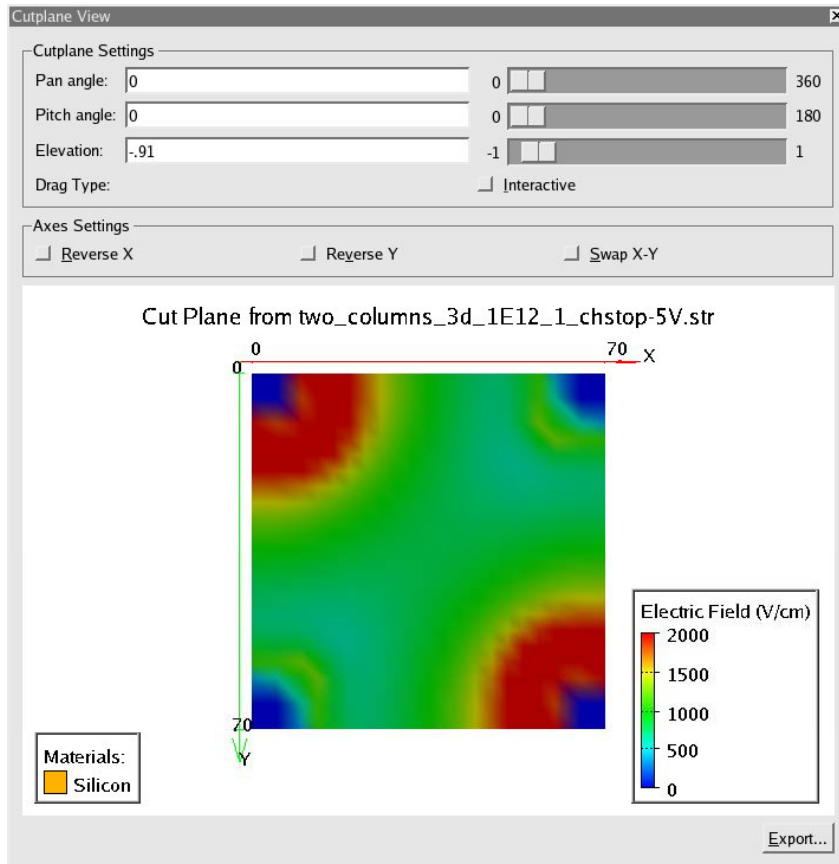 Cutplane View
Cutplane Settings
Pan angle: 0 0 360
Pitch angle: 0 0 180
Elevation: -.91 -1 1
Drag Type: Interactive
Axes Settings
Reverse X Reverse Y Swap X-Y
Cut Plane from two_columns_3d_1E12_1_chstop-5V.str
0 70 X
0
70
Y
Electric Field (V/cm)
2000
1500
1000
500
0
Materials:
Silicon
Export...